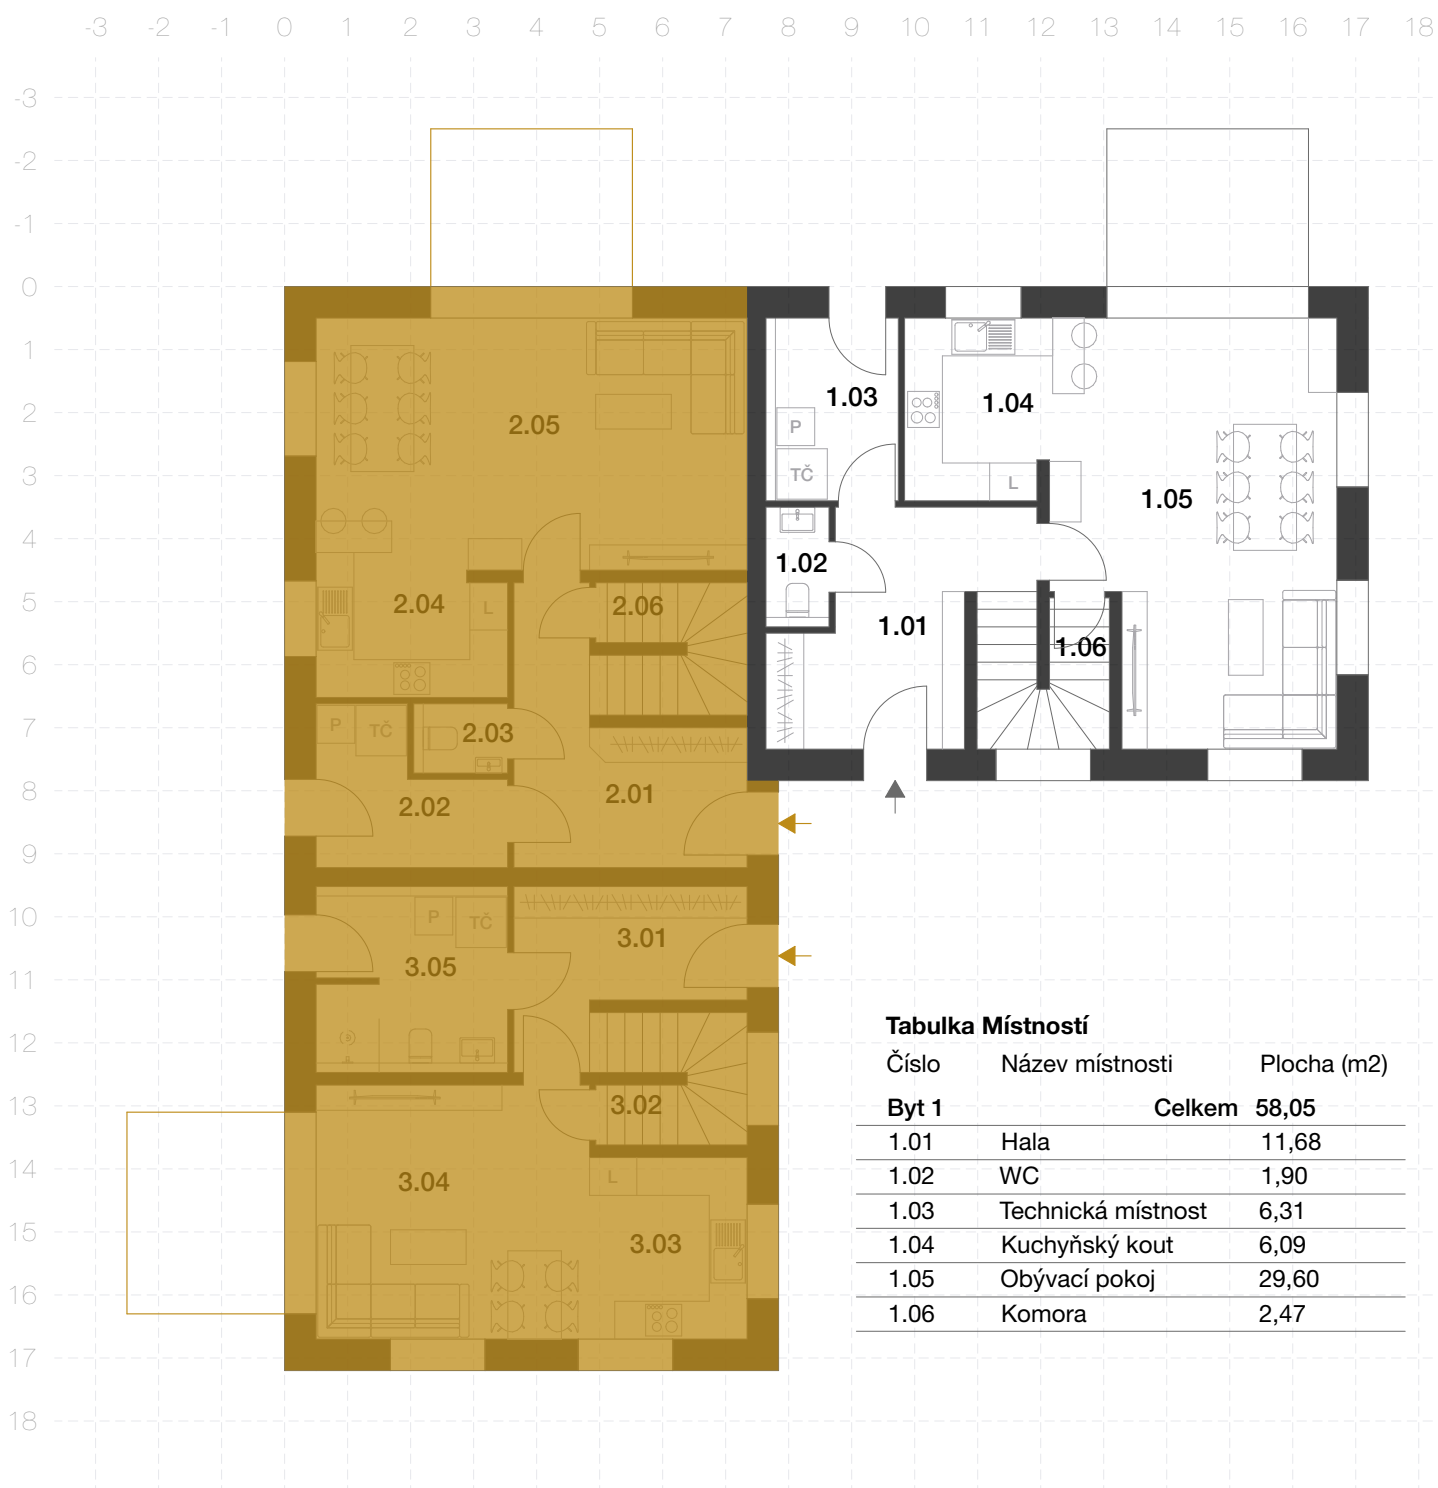 -3 -2 -1 0 1 2 3 4 5 6 7 8 9 10 11 12 13 14 15 16 17 18
-3
-2
-1
0
1
2
3
4
5
6
7
8
9
10
11
12
13
14
15
16
17
18
2.05
2.04
L
2.06
P
TČ
2.03
2.02
2.01
1.03
P
TČ
1.04
L
1.05
1.02
1.01
1.06
P
TČ
3.01
3.05
3.02
3.04
L
3.03
Tabulka Místností
Číslo Název místnosti Plocha (m2)
Byt 1 Celkem 58,05
1.01 Hala 11,68
1.02 WC 1,90
1.03 Technická místnost 6,31
1.04 Kuchyňský kout 6,09
1.05 Obývací pokoj 29,60
1.06 Komora 2,47